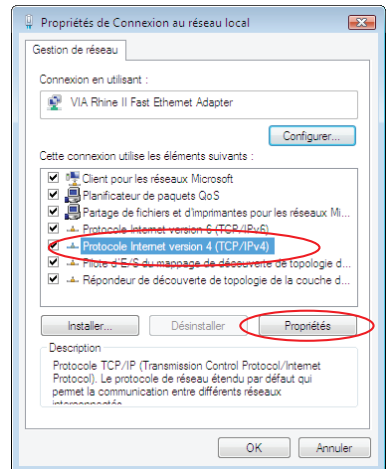 Propriétés de Connexion au réseau local
Gestion de réseau
Connexion en utilisant :
VIA Rhine II Fast Ethernet Adapter
Configurer...
Cette connexion utilise les éléments suivants :
Client pour les réseaux Microsoft
Planificateur de paquets QoS
Partage de fichiers et d'imprimantes pour les réseaux Mi...
Protocole Internet version 6 (TCP/IPv6)
Protocole Internet version 4 (TCP/IPv4)
Pilote d'E/S du mappage de découverte de topologie d...
Répondeur de découverte de topologie de la couche d...
Installer...
Désinstaller
Propriétés
Description
Protocole TCP/IP (Transmission Control Protocol/Internet
Protocol). Le protocole de réseau étendu par défaut qui
permet la communication entre différents réseaux
interconnectés
OK
Annuler